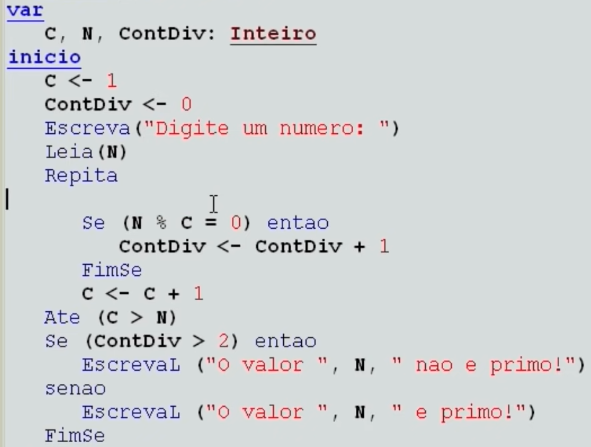 var
C, N, ContDiv: Inteiro
inicio
C <- 1
ContDiv <- 0
Escreva("Digite um numero: ")
Leia(N)
Repita
Se (N % C = 0) entao
ContDiv <- ContDiv + 1
FimSe
C <- C + 1
Ate (C > N)
Se (ContDiv > 2) entao
EscrevaL ("O valor ", N, " nao e primo!")
senao
EscrevaL ("O valor ", N, " e primo!")
FimSe